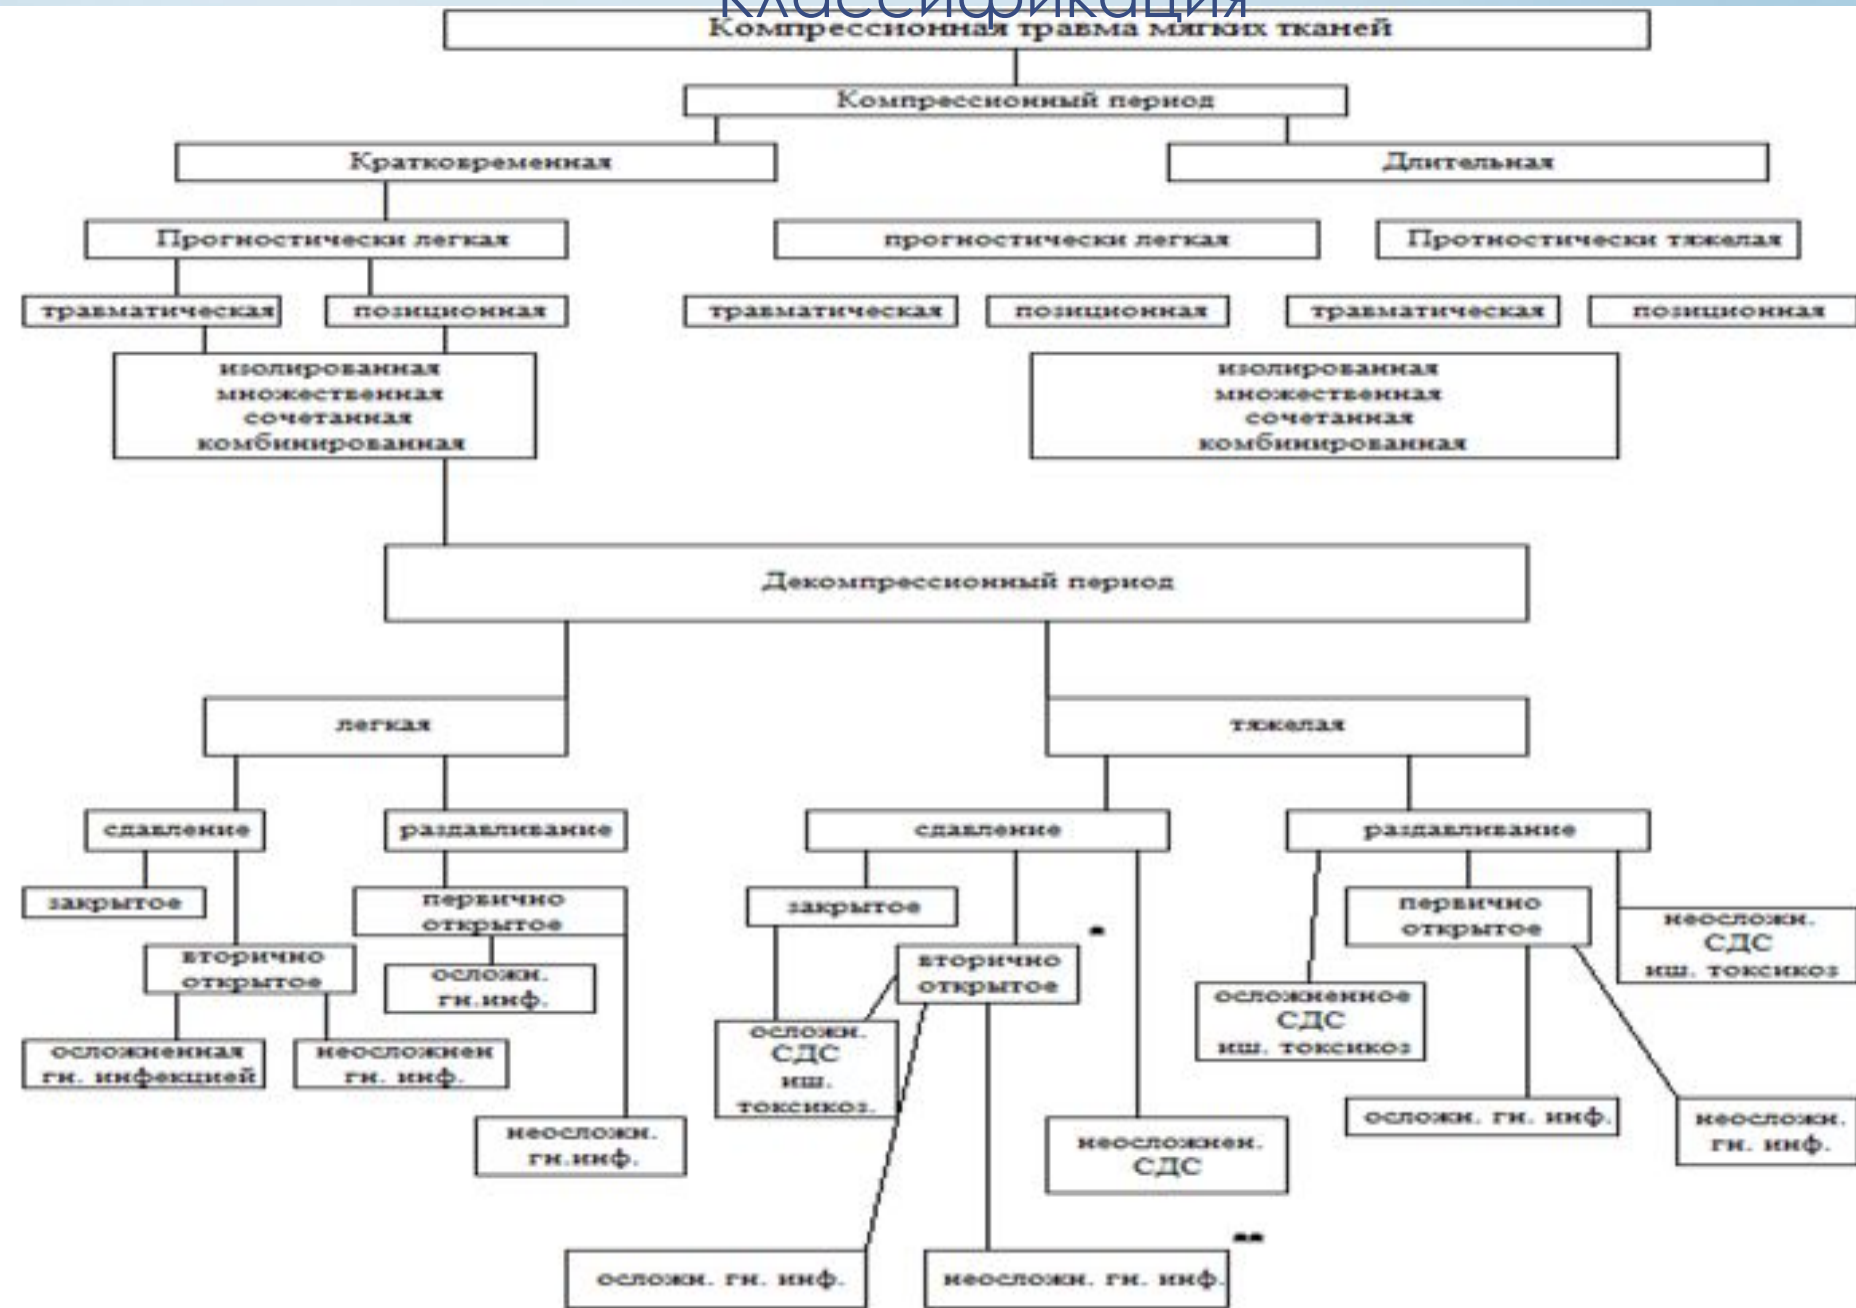 классификация
Компрессионная травма мягких тканей
Компрессионный период
Кратковременная
Длительная
Прогностически легкая
прогностически легкая
Протностически тяжелая
травматическая
позиционная
травматическая
позиционная
травматическая
позиционная
изолированная
множественная
сочетанная
комбинированная
изолированная
множественная
сочетанная
комбинированная
Декомпрессионный период
легкая
тяжелая
сдавление
раздавливание
сдавление
раздавливание
закрытое
первично
открытое
закрытое
первично
открытое
неосложн.
СДС
иш. токсикоз
вторично
открытое
осложн.
гн.инф.
вторично
открытое
*
осложненное
СДС
иш. токсикоз
осложненная
гн. инфекцией
неосложнен
гн. инф.
осложн.
СДС
иш.
токсикоз.
неосложн.
гн.инф.
неосложнен.
СДС
осложн. гн. инф.
неосложн.
гн. инф.
осложн. гн. инф.
неосложн. гн. инф.
**